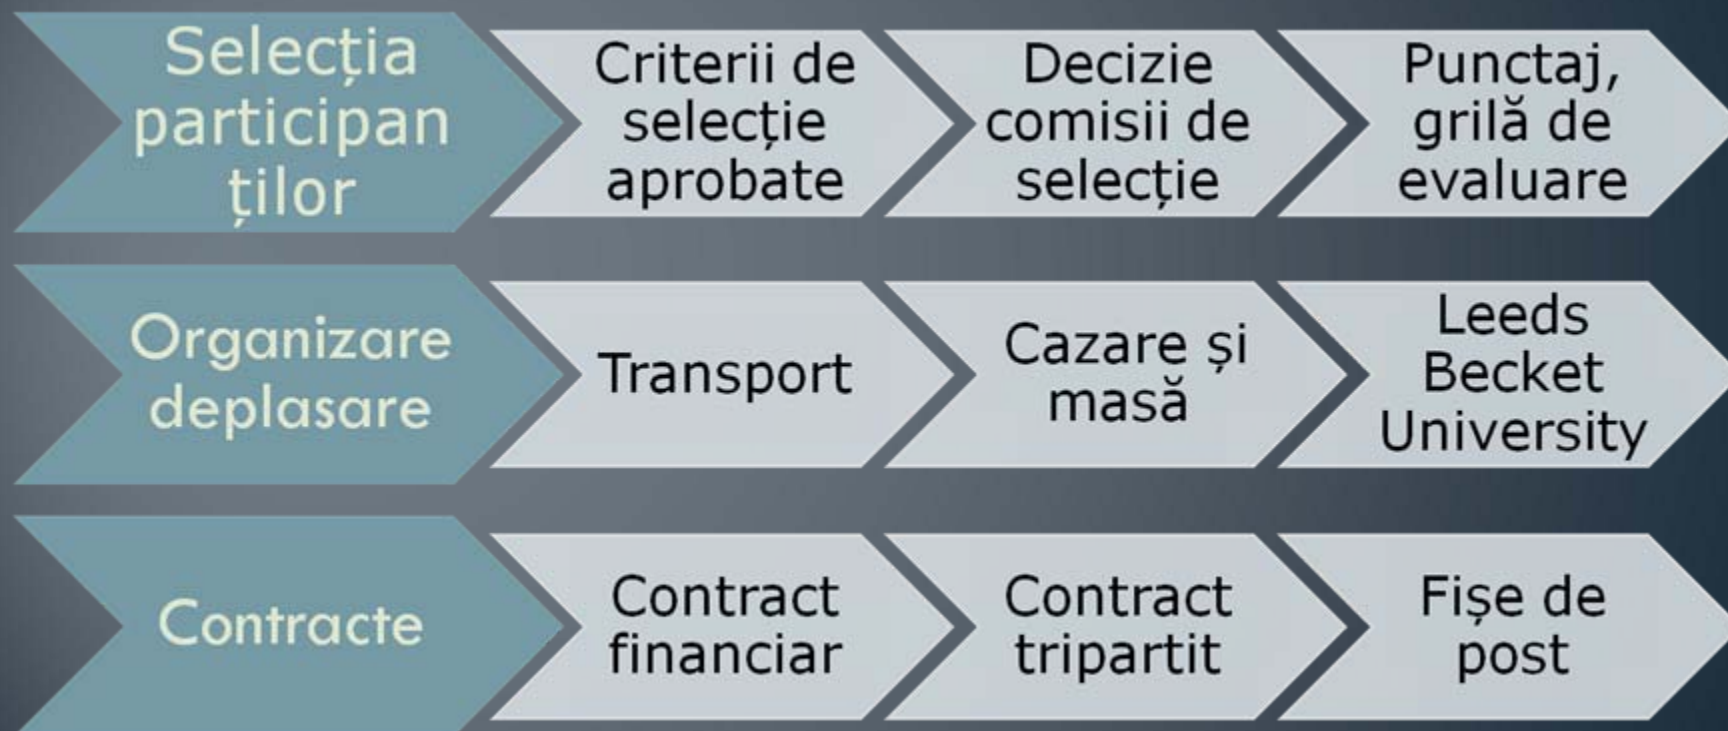 Selecția
participan
ților
Criterii de
selecție
aprobate
Decizie
comisii de
selecție
Punctaj,
grilă de
evaluare
Organizare
deplasare
Transport
Cazare și
masă
Leeds
Becket
University
Contracte
Contract
financiar
Contract
tripartit
Fișe de
post